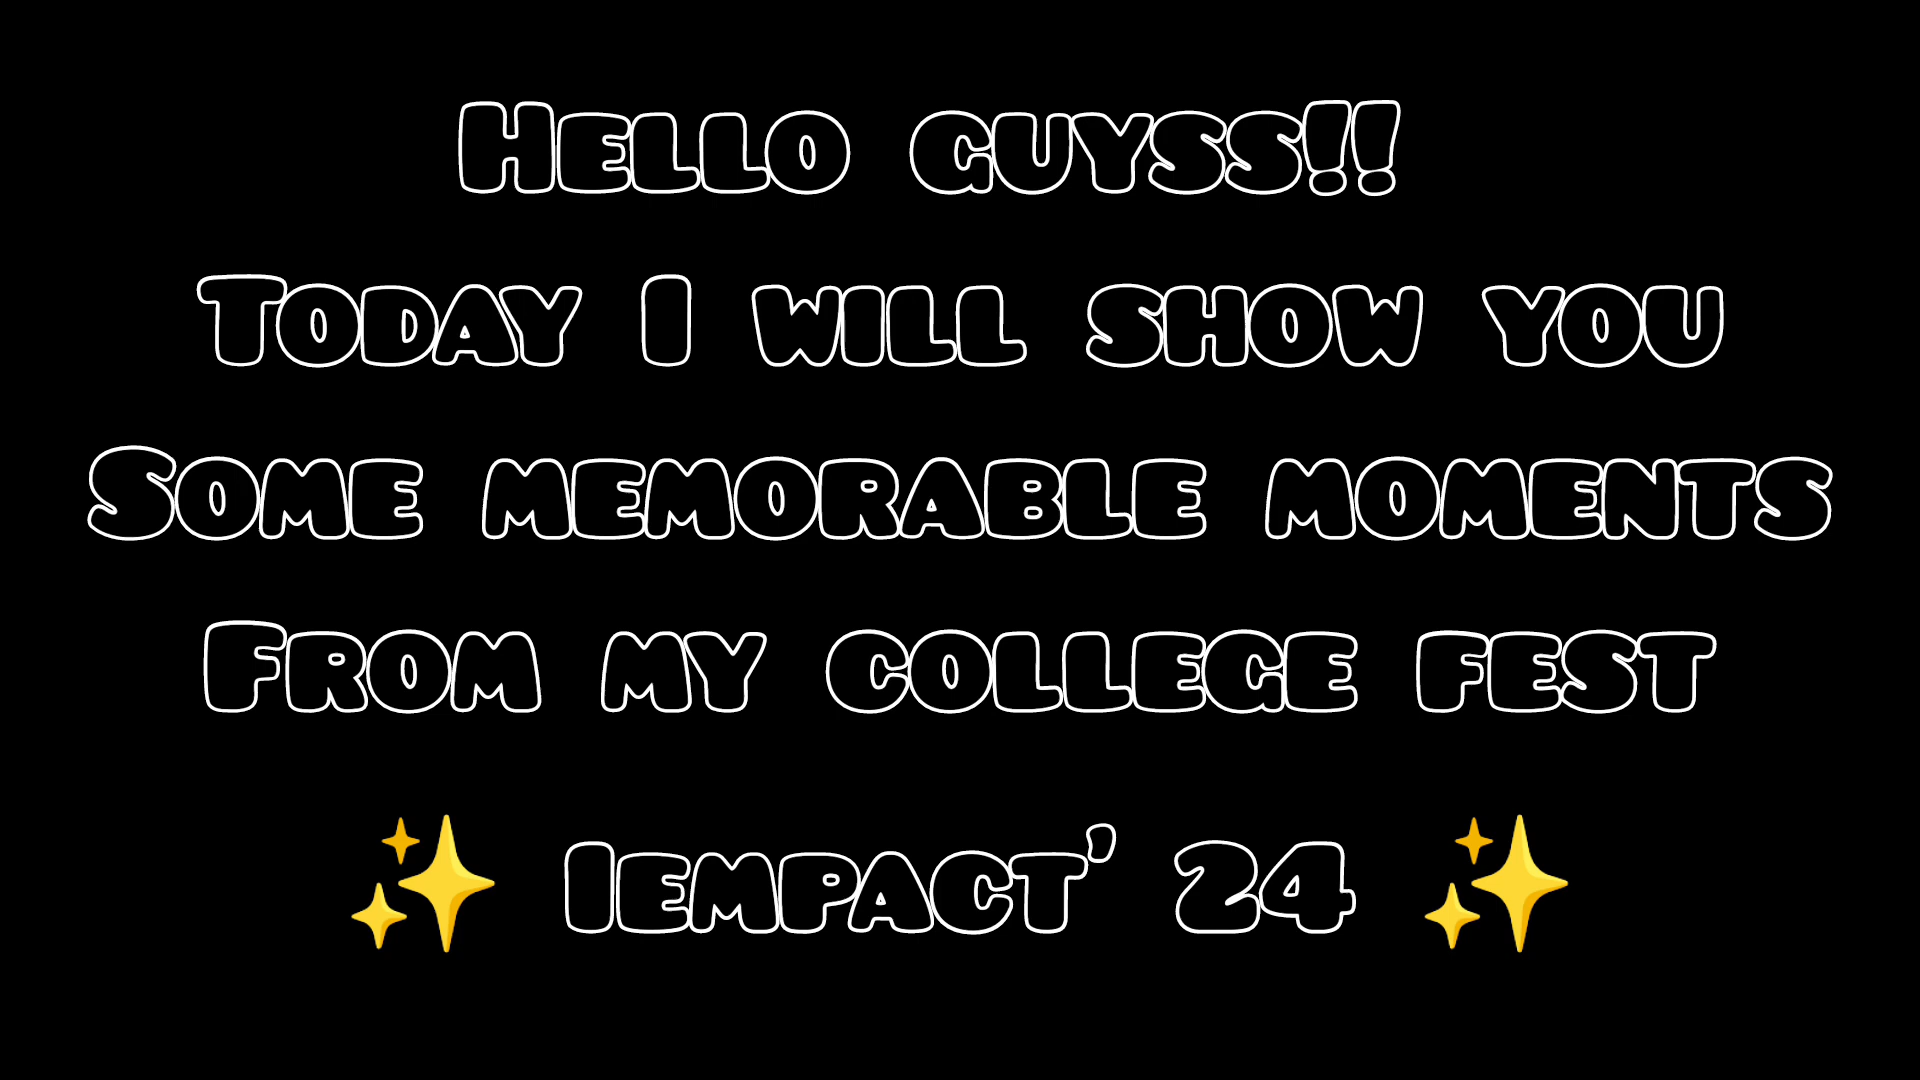 Hello guyss!!
Today I will show you
Some memorable moments
From my college fest
✨ Iempact' 24 ✨